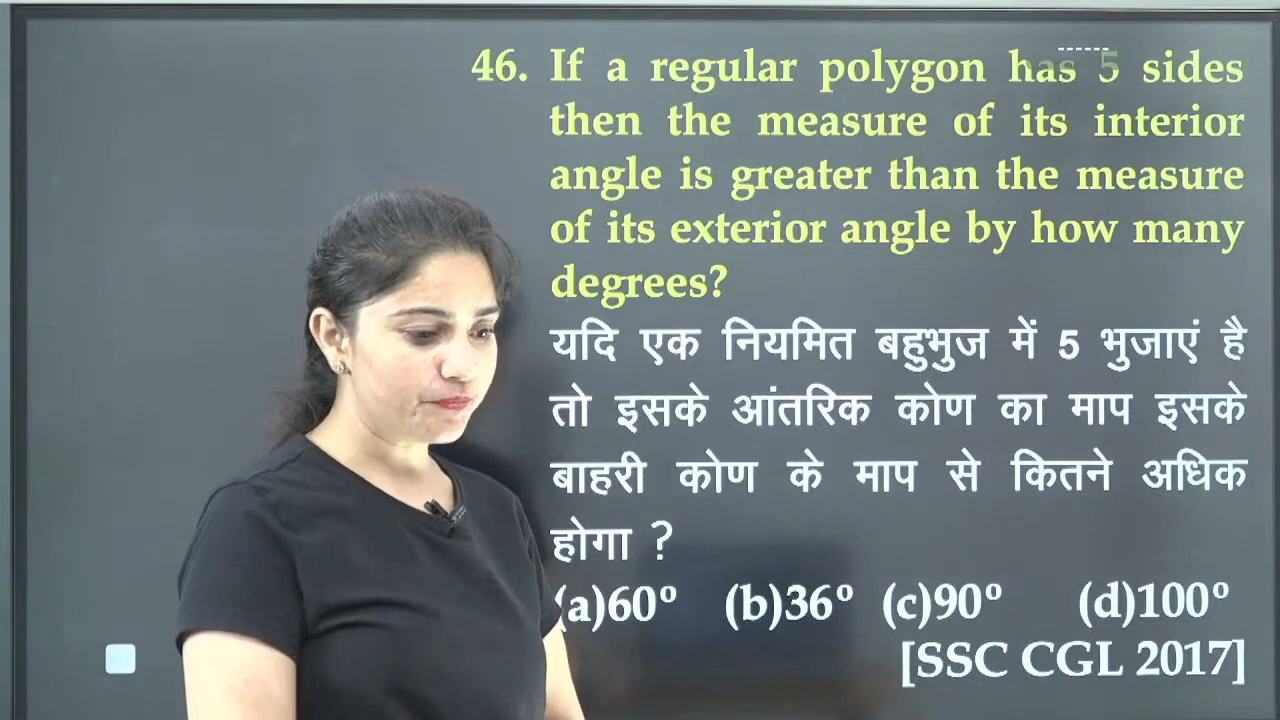 46. If a regular polygon has 5 sides
then the measure of its interior
angle is greater than the measure
of its exterior angle by how many
degrees?
यदि एक नियमित बहुभुज में 5 भुजाएं है
तो इसके आंतरिक कोण का माप इसके
बाहरी कोण के माप से कितने अधिक
होगा ?
(a)60° (b)36° (c)90° (d)100°
[SSC CGL 2017]